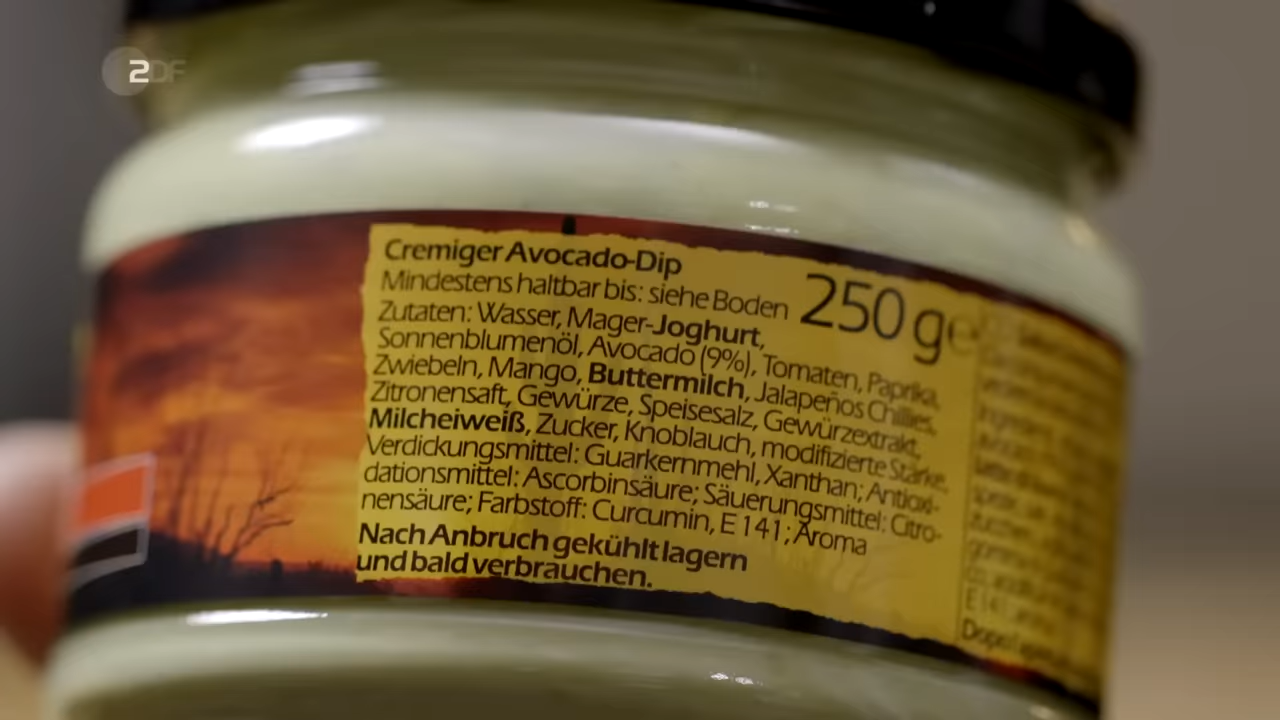 2DF
Cremiger Avocado-Dip
Mindestens haltbar bis: siehe Boden
250 g e
Zutaten: Wasser, Mager-Joghurt,
Sonnenblumenöl, Avocado (9%), Tomaten, Paprika,
Zwiebeln, Mango, Buttermilch, Jalapeños Chillies,
Zitronensaft, Gewürze, Speisesalz, Gewürzextrakt,
Milcheiweiß, Zucker, Knoblauch, modifizierte Stärke,
Verdickungsmittel: Guarkernmehl, Xanthan; Antioxi-
dationsmittel: Ascorbinsäure; Säuerungsmittel: Citro-
nensäure; Farbstoff: Curcumin, E 141; Aroma
Nach Anbruch gekühlt lagern
und bald verbrauchen.
E 141